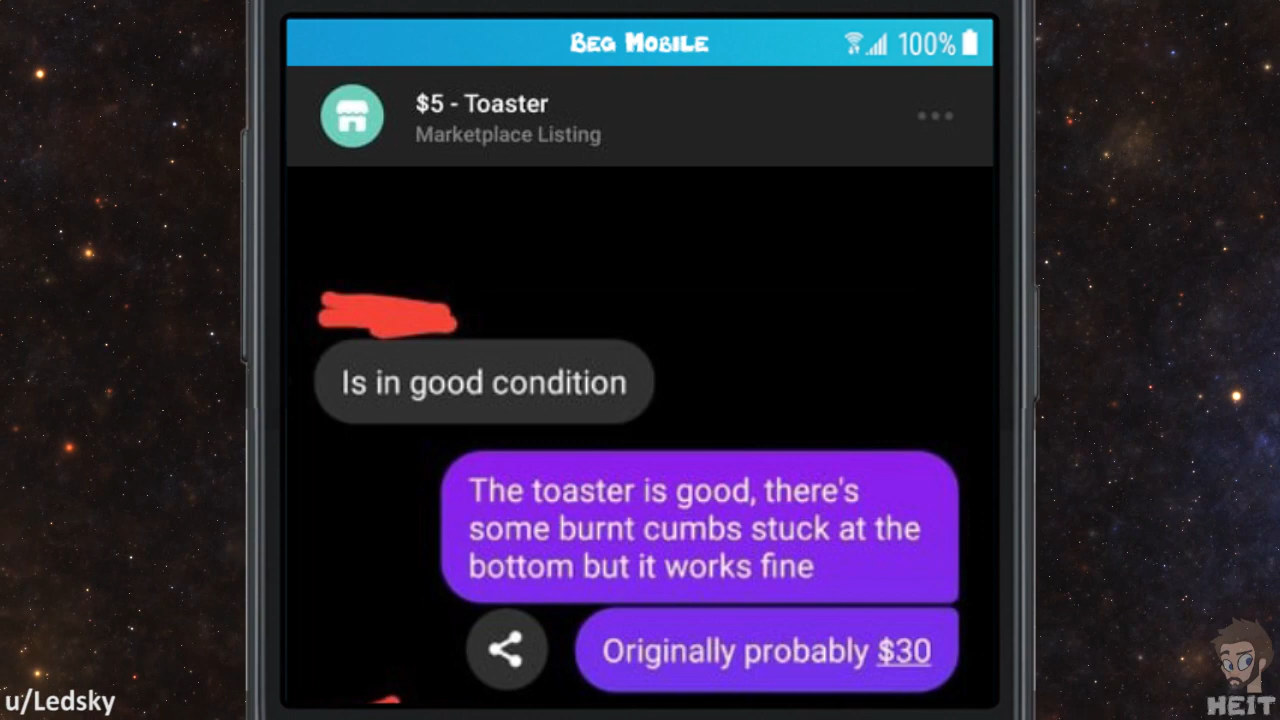 BEG MOBILE
100%
$5 - Toaster
Marketplace Listing
Is in good condition
The toaster is good, there's
some burnt cumbs stuck at the
bottom but it works fine
Originally probably $30
u/Ledsky
HEIT